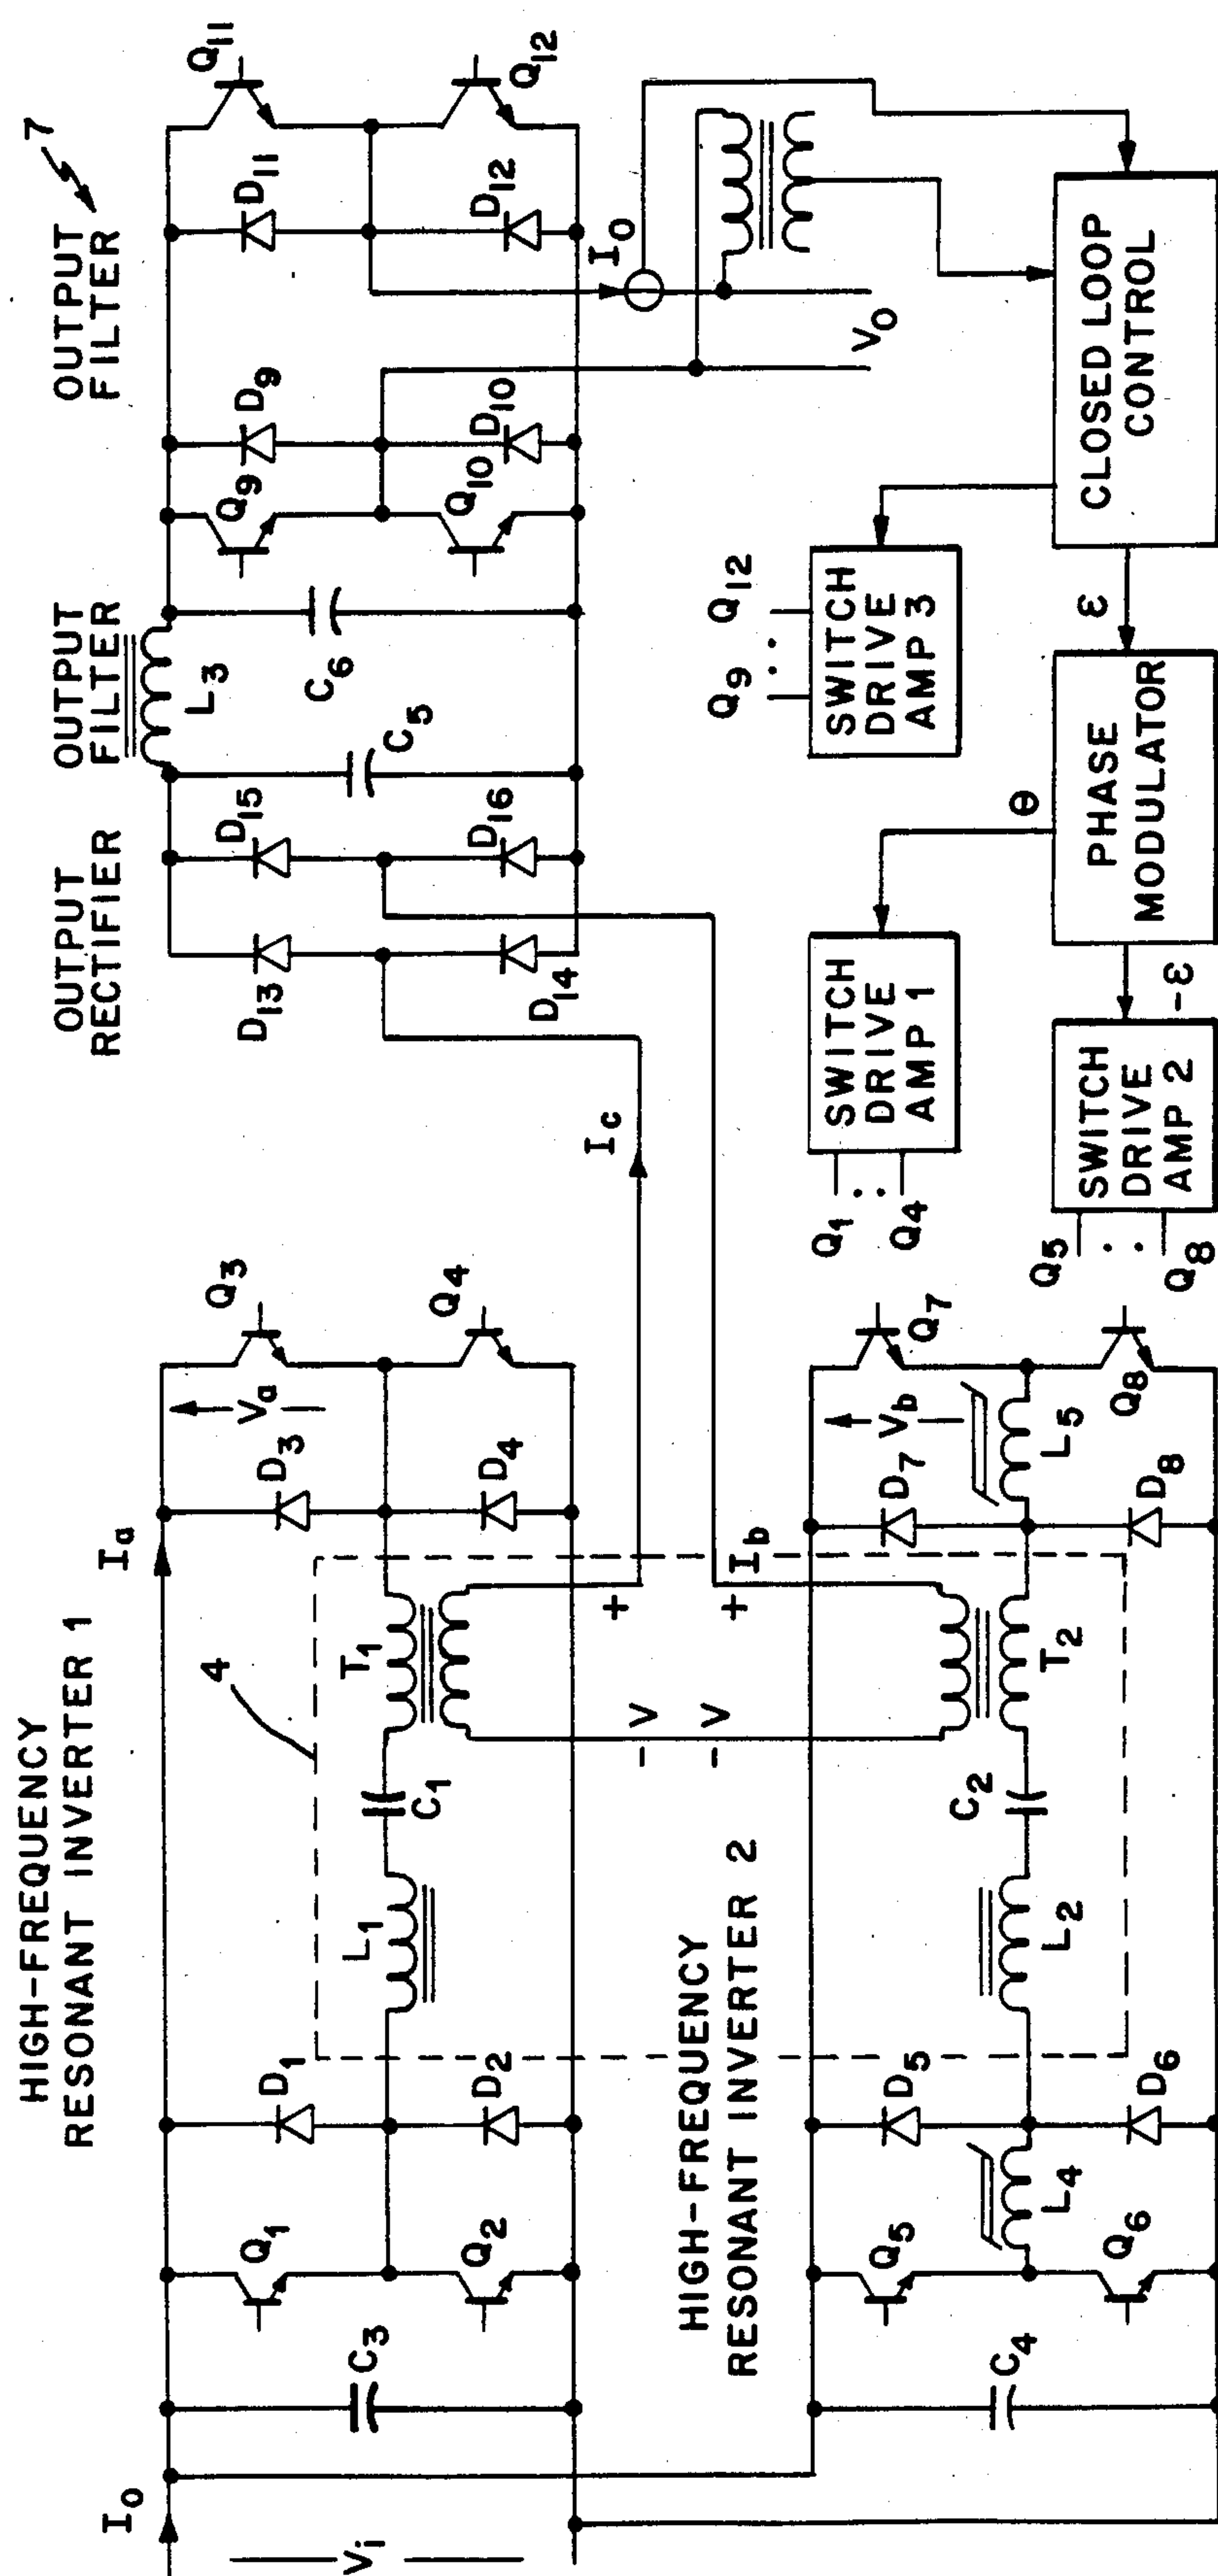 HIGH-FREQUENCY
RESONANT INVERTER 1
OUTPUT
RECTIFIER
OUTPUT
FILTER
OUTPUT
FILTER
7
I0
Vi
C3
Q1
Q2
D1
D2
L1
C1
T1
4
Ia
D3
D4
Va
Q3
Q4
D13
D14
D15
D16
C5
L3
C6
Q9
Q10
D9
D10
D11
D12
Q11
Q12
HIGH-FREQUENCY
RESONANT INVERTER 2
- V
- V
+
+
Ib
Ic
I0
V0
C4
Q5
Q6
L4
D5
D6
L2
C2
T2
D7
D8
Vb
L5
Q7
Q8
Q1
Q4
SWITCH
DRIVE
AMP 1
θ
Q9 Q12
SWITCH
DRIVE
AMP 3
Q5
Q8
SWITCH
DRIVE
AMP 2
-ε
PHASE
MODULATOR
ε
CLOSED LOOP
CONTROL